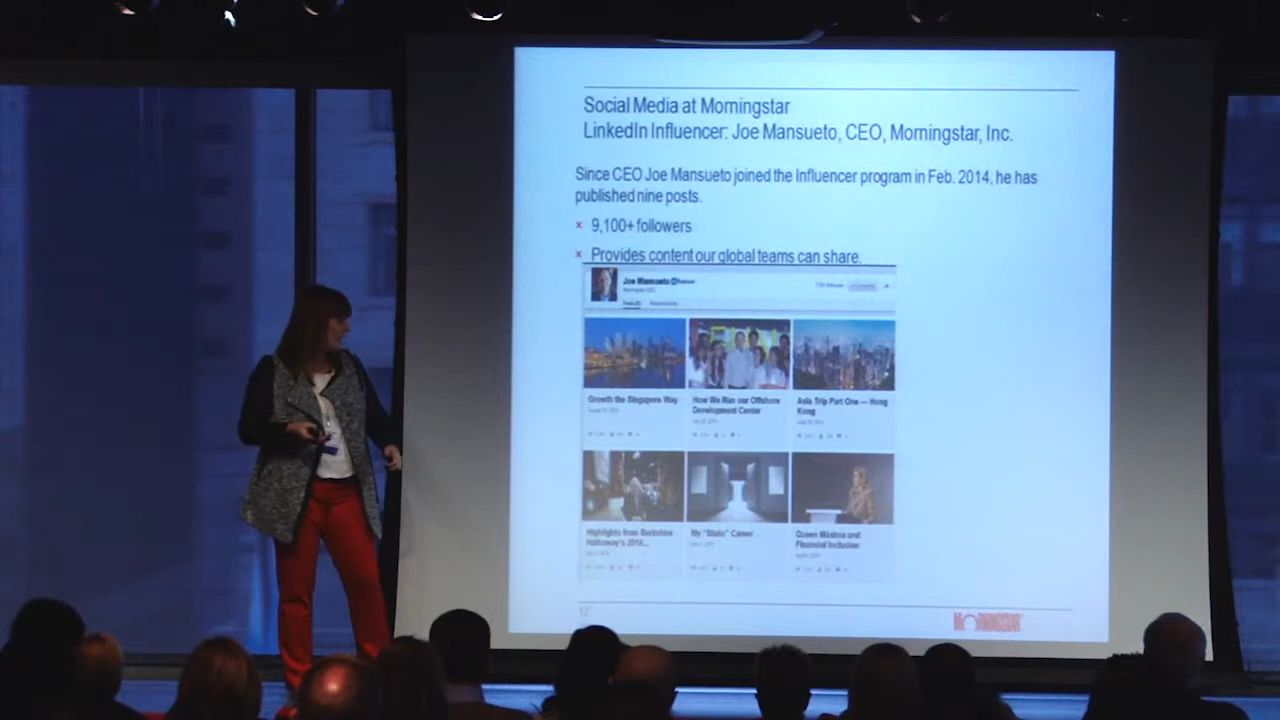 Social Media at Morningstar
LinkedIn Influencer: Joe Mansueto, CEO, Morningstar, Inc.
Since CEO Joe Mansueto joined the Influencer program in Feb. 2014, he has
published nine posts.
× 9,100+ followers
× Provides content our global teams can share.
Joe Mansueto
Growth the Singapore Way
How We Run our Offshore
Development Center
Asia Trip Part One — Hong
Kong
Highlights from Berkshire
Hathaway's 2014...
My "Static" Career
Queen Máxima and
Financial Inclusion
12
MORNINGSTAR